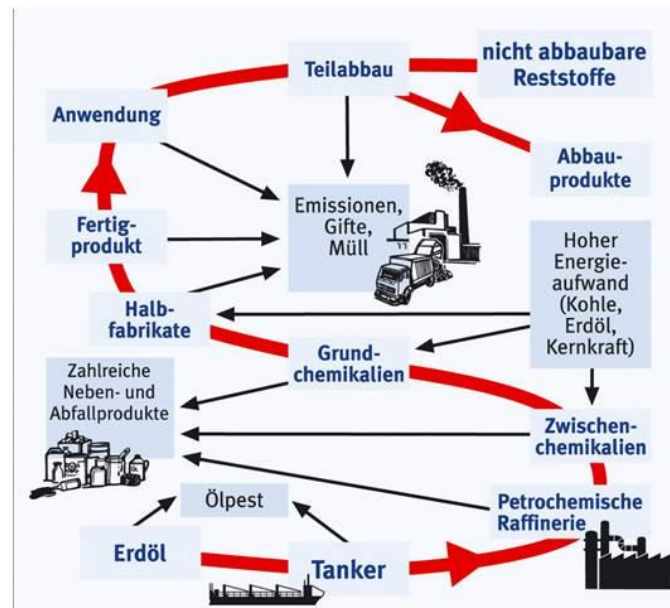 Teilabbau
nicht abbaubare
Reststoffe
Anwendung
Abbau-
produkte
Emissionen,
Gifte,
Müll
Fertig-
produkt
Hoher
Energie-
aufwand
(Kohle,
Erdöl,
Kernkraft)
Halb-
fabrikate
Grund-
chemikalien
Zahlreiche
Neben- und
Abfallprodukte
Zwischen-
chemikalien
Petrochemische
Raffinerie
Ölpest
Erdöl
Tanker